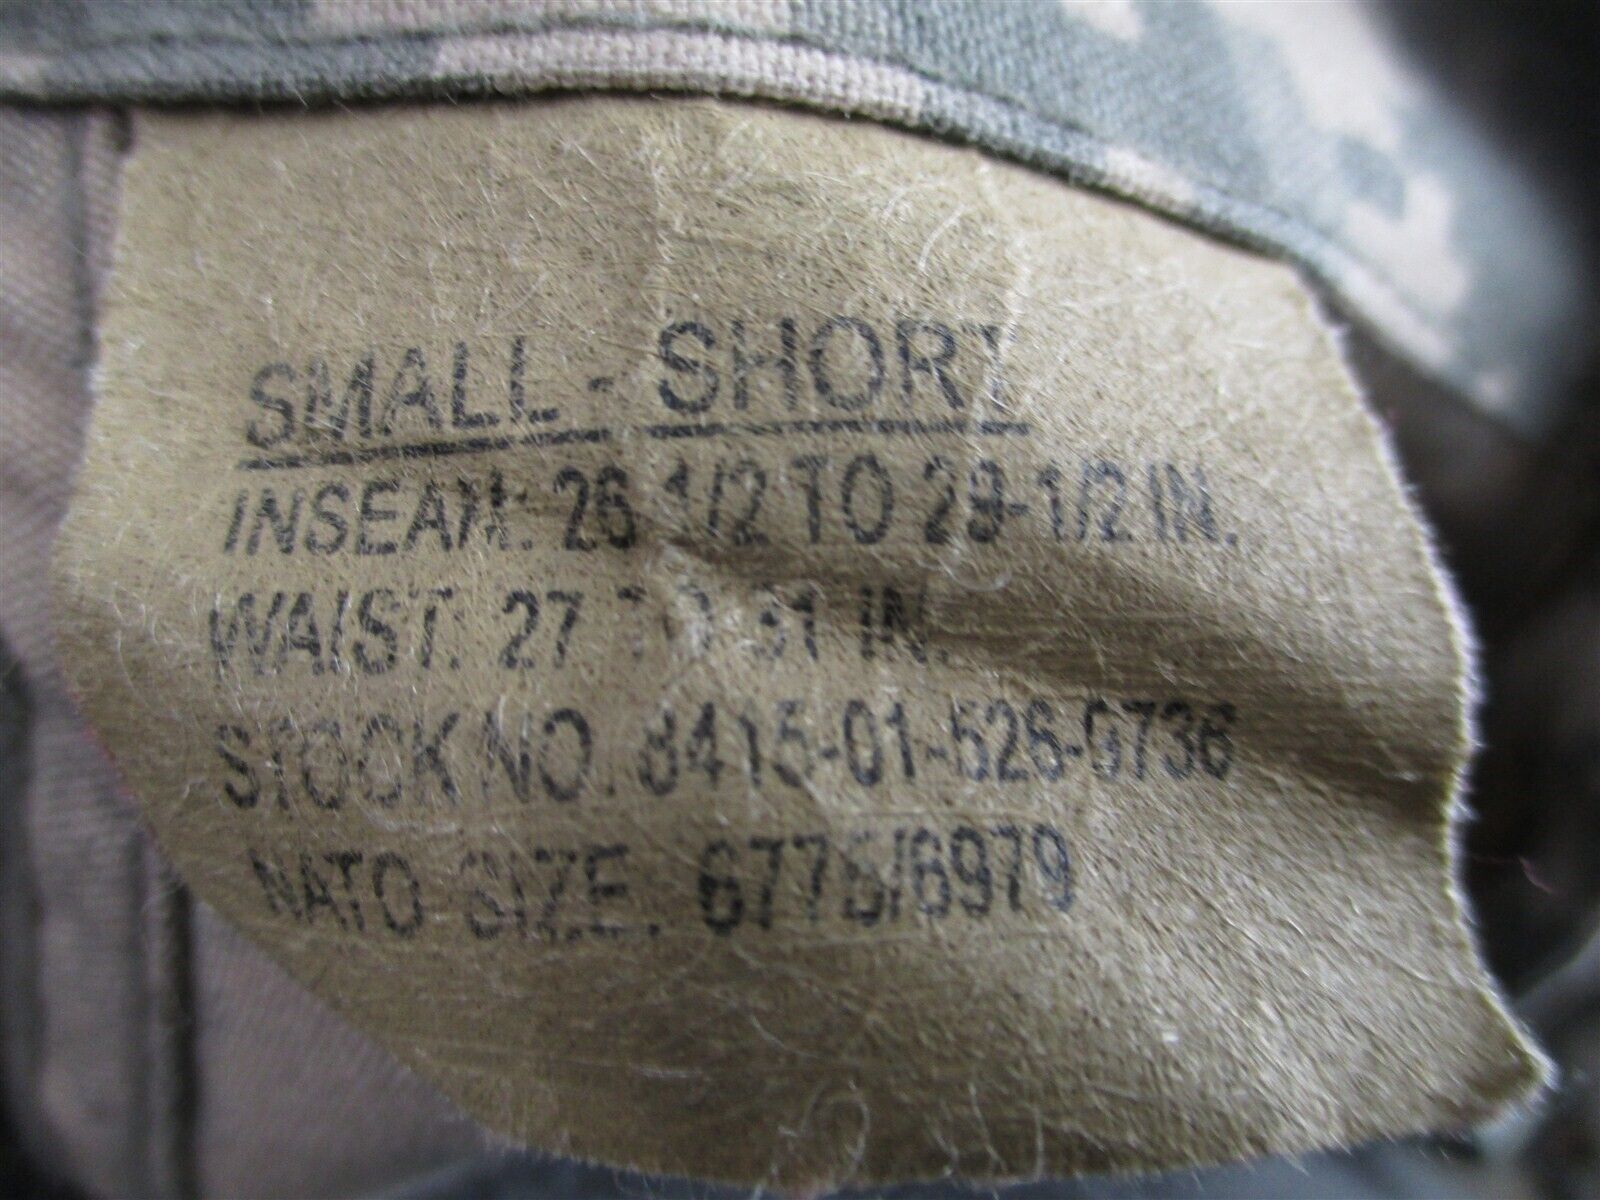 SMALL - SHORT
INSEAM: 26 1/2 TO 29-1/2 IN.
WAIST: 27 TO 31 IN.
STOCK NO. 8415-01-526-9736
NATO SIZE. 6775/6979